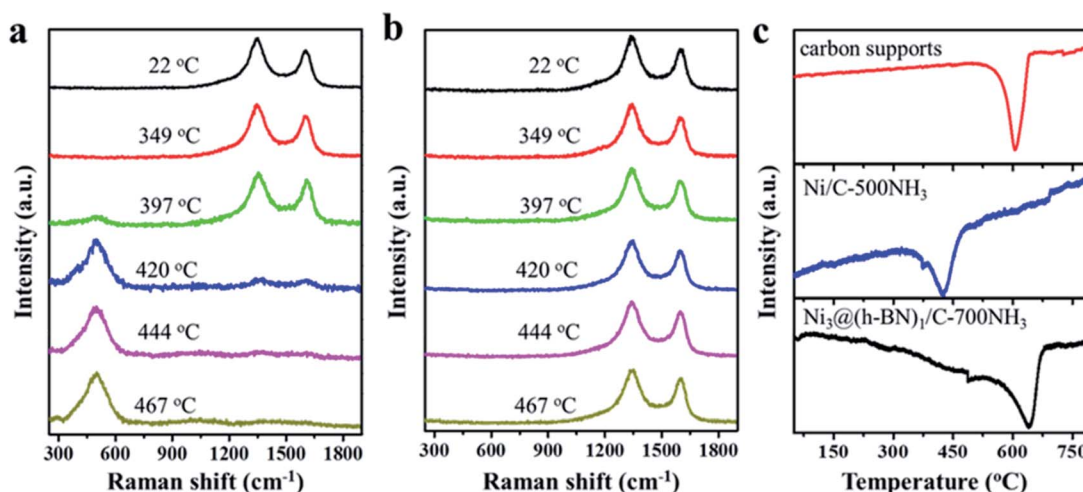 a
Intensity (a.u.)
22 °C
349 °C
397 °C
420 °C
444 °C
467 °C
300 600 900 1200 1500 1800
Raman shift (cm⁻¹)
b
Intensity (a.u.)
22 °C
349 °C
397 °C
420 °C
444 °C
467 °C
300 600 900 1200 1500 1800
Raman shift (cm⁻¹)
c
Intensity (a.u.)
carbon supports
Ni/C-500NH₃
Ni₃@(h-BN)₁/C-700NH₃
150 300 450 600 750
Temperature (°C)